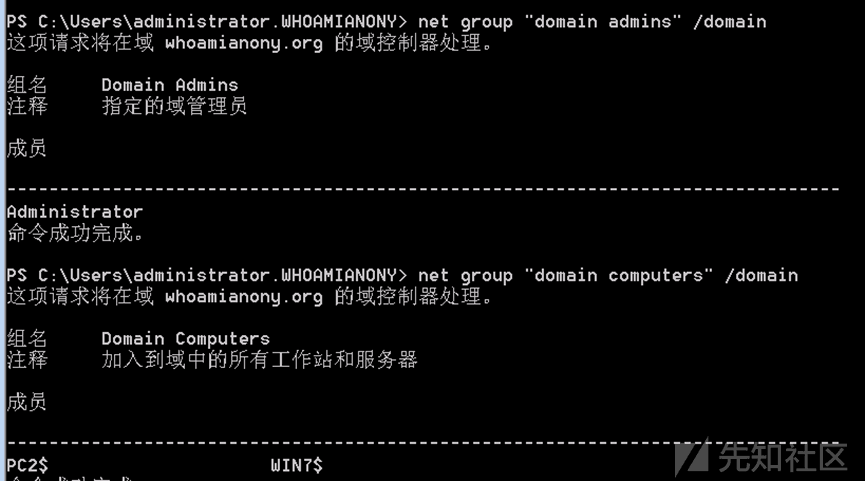 PS C:\Users\administrator.WHOAMIANONY> net group "domain admins" /domain
这项请求将在域 whoamianony.org 的域控制器处理。
组名     Domain Admins
注释     指定的域管理员
成员
-------------------------------------------------------------------------------
Administrator
命令成功完成。
PS C:\Users\administrator.WHOAMIANONY> net group "domain computers" /domain
这项请求将在域 whoamianony.org 的域控制器处理。
组名     Domain Computers
注释     加入到域中的所有工作站和服务器
成员
-------------------------------------------------------------------------------
PC2$                     WIN7$
先知社区